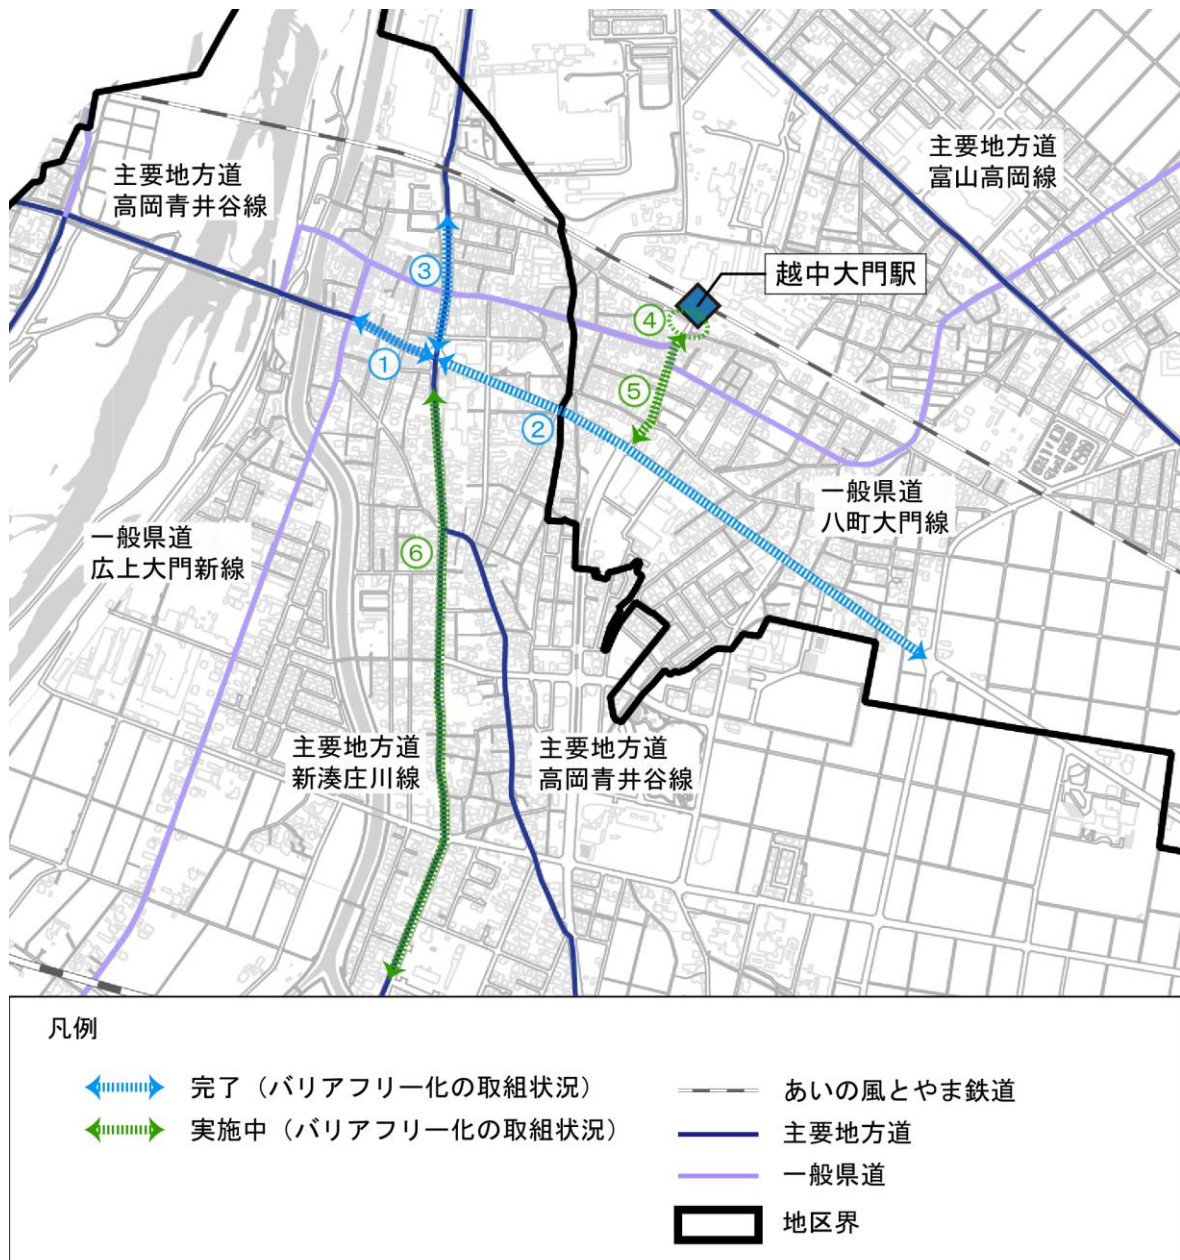 主要地方道
富山高岡線
主要地方道
高岡青井谷線
越中大門駅
③
④
①
⑤
②
一般県道
八町大門線
一般県道
広上大門新線
⑥
主要地方道
新湊庄川線
主要地方道
高岡青井谷線
凡例
完了（バリアフリー化の取組状況）
実施中（バリアフリー化の取組状況）
あいの風とやま鉄道
主要地方道
一般県道
地区界